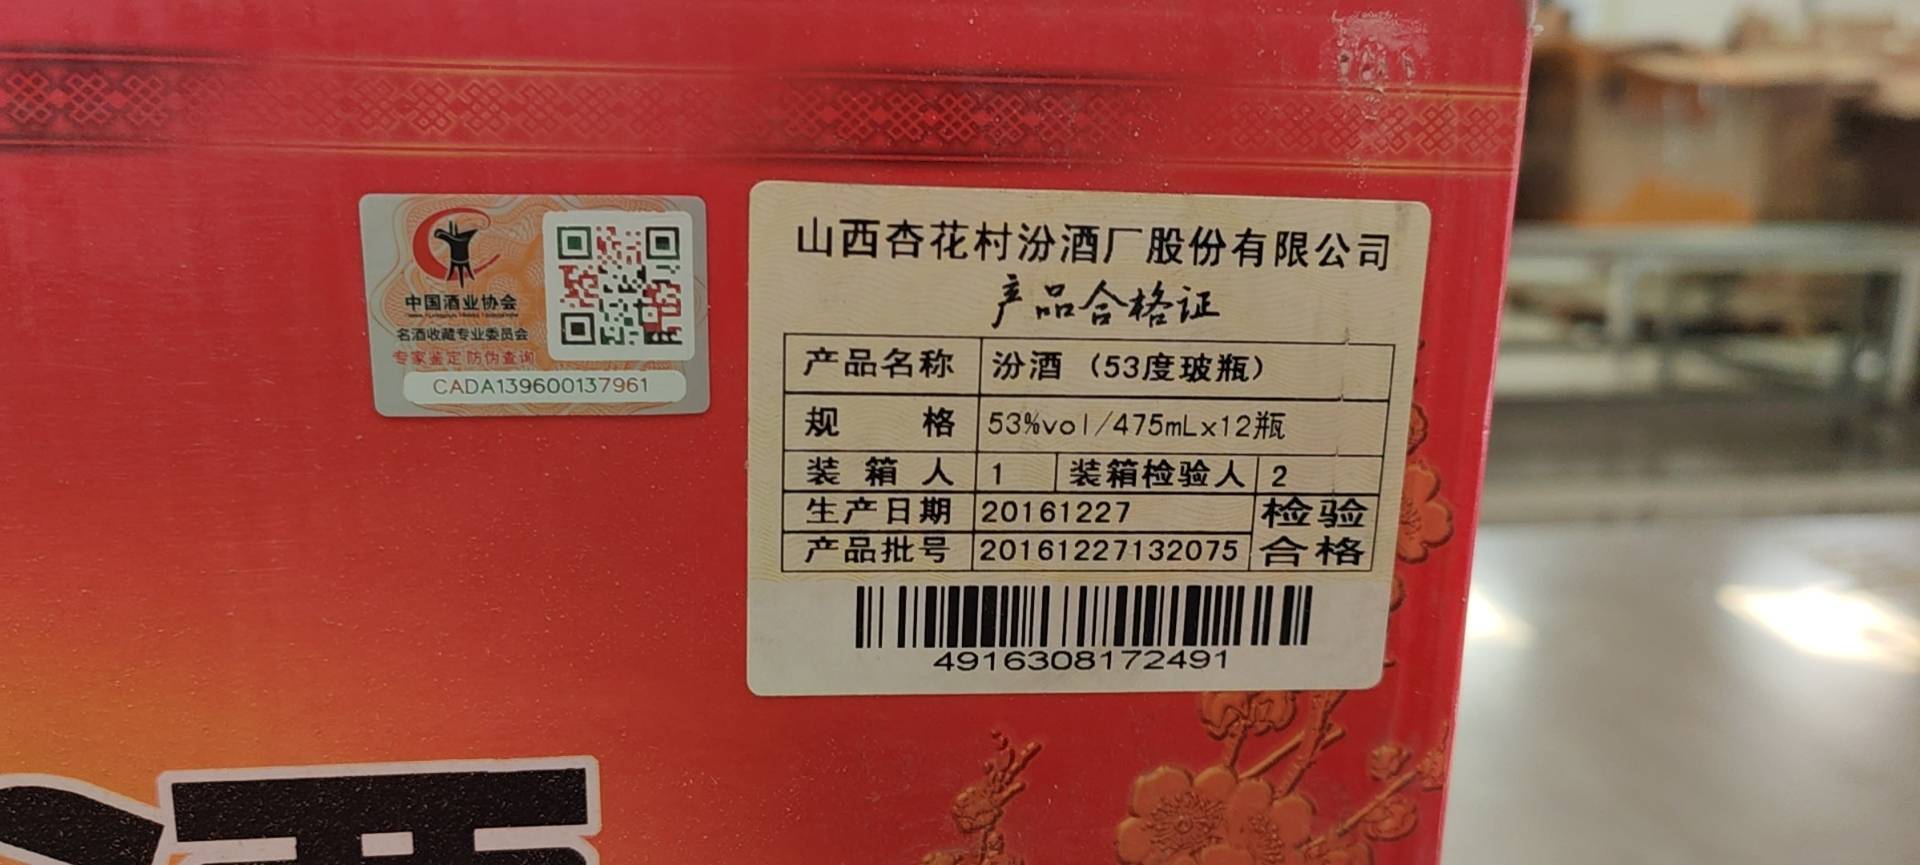 中国酒业协会
名酒收藏专业委员会
专家鉴定 防伪查询
CADA139600137961
山西杏花村汾酒厂股份有限公司
产品合格证
产品名称 汾酒（53度玻瓶）
规 格 53%vol/475mLx12瓶
装箱人 1 装箱检验人 2
生产日期 20161227 检验
产品批号 20161227132075 合格
4916308172491